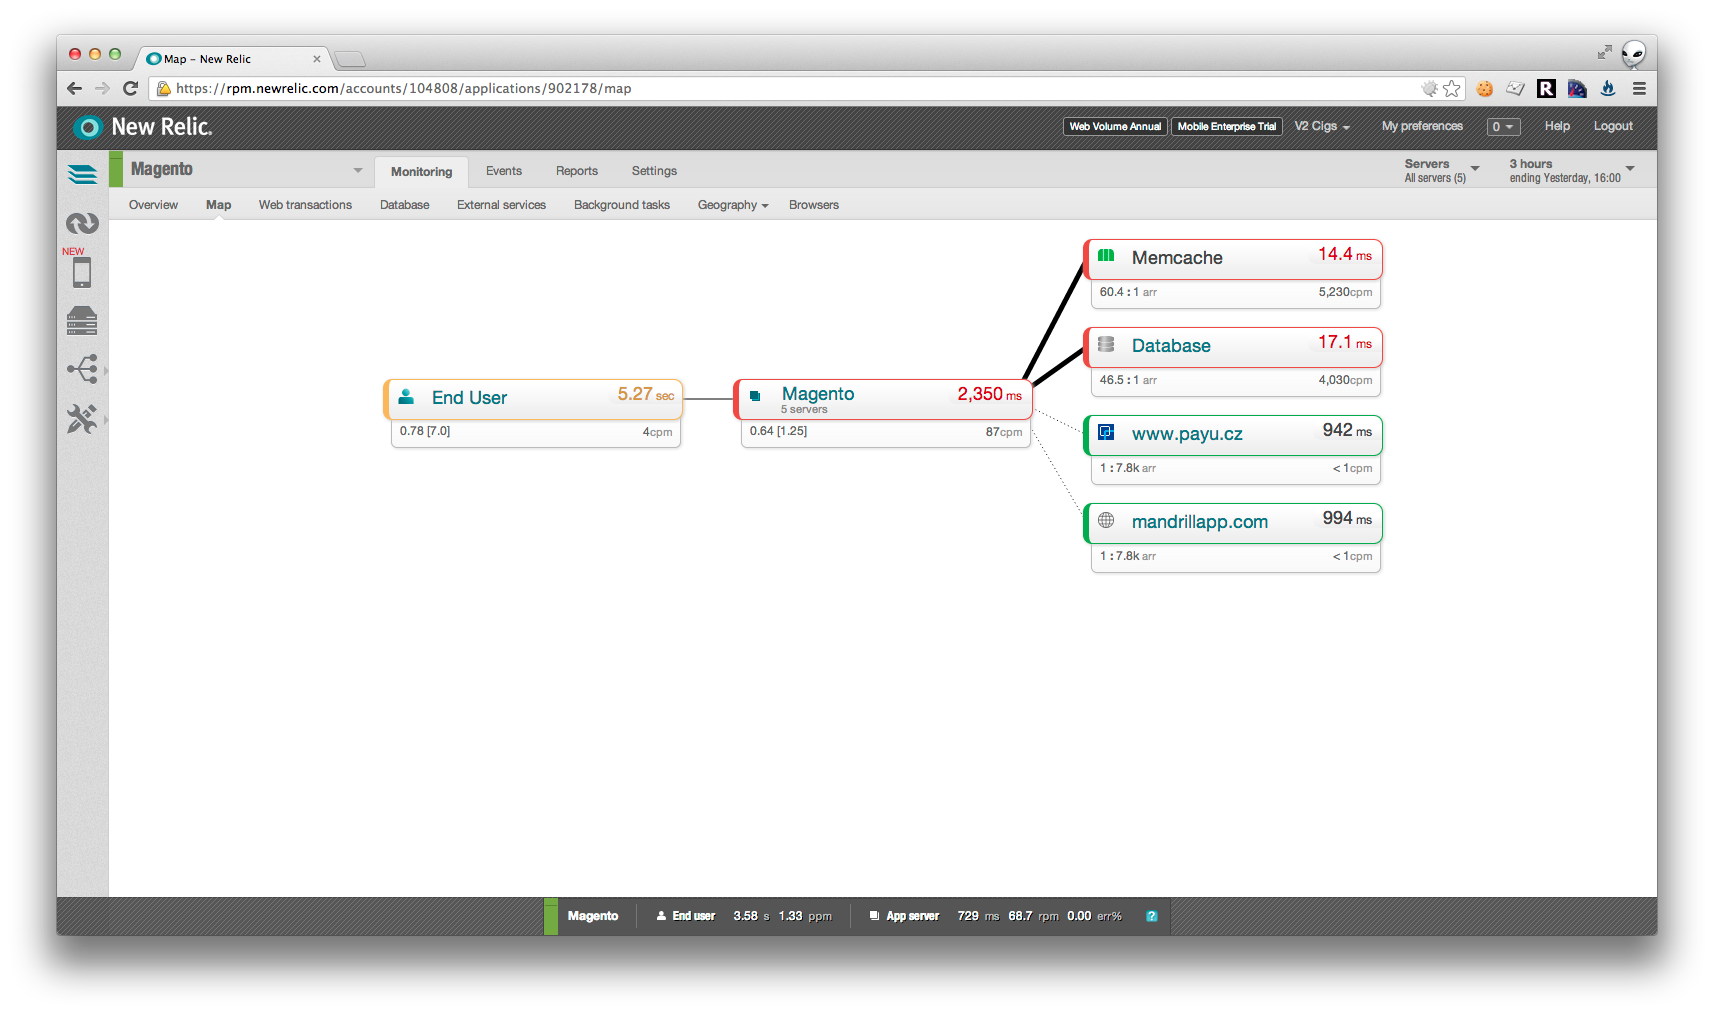 Map – New Relic
https://rpm.newrelic.com/accounts/104808/applications/902178/map
R
New Relic.
Web Volume Annual
Mobile Enterprise Trial
V2 Cigs
My preferences
0
Help
Logout
Magento
Monitoring
Events
Reports
Settings
Servers
All servers (5)
3 hours
ending Yesterday, 16:00
Overview
Map
Web transactions
Database
External services
Background tasks
Geography
Browsers
NEW
End User 5.27 sec
0.78 [7.0] 4cpm
Magento 2,350 ms
5 servers
0.64 [1.25] 87cpm
Memcache 14.4 ms
60.4 : 1 arr 5,230cpm
Database 17.1 ms
46.5 : 1 arr 4,030cpm
www.payu.cz 942 ms
1 : 7.8k arr < 1cpm
mandrillapp.com 994 ms
1 : 7.8k arr < 1cpm
Magento End user 3.58 s 1.33 ppm App server 729 ms 68.7 rpm 0.00 err% ?